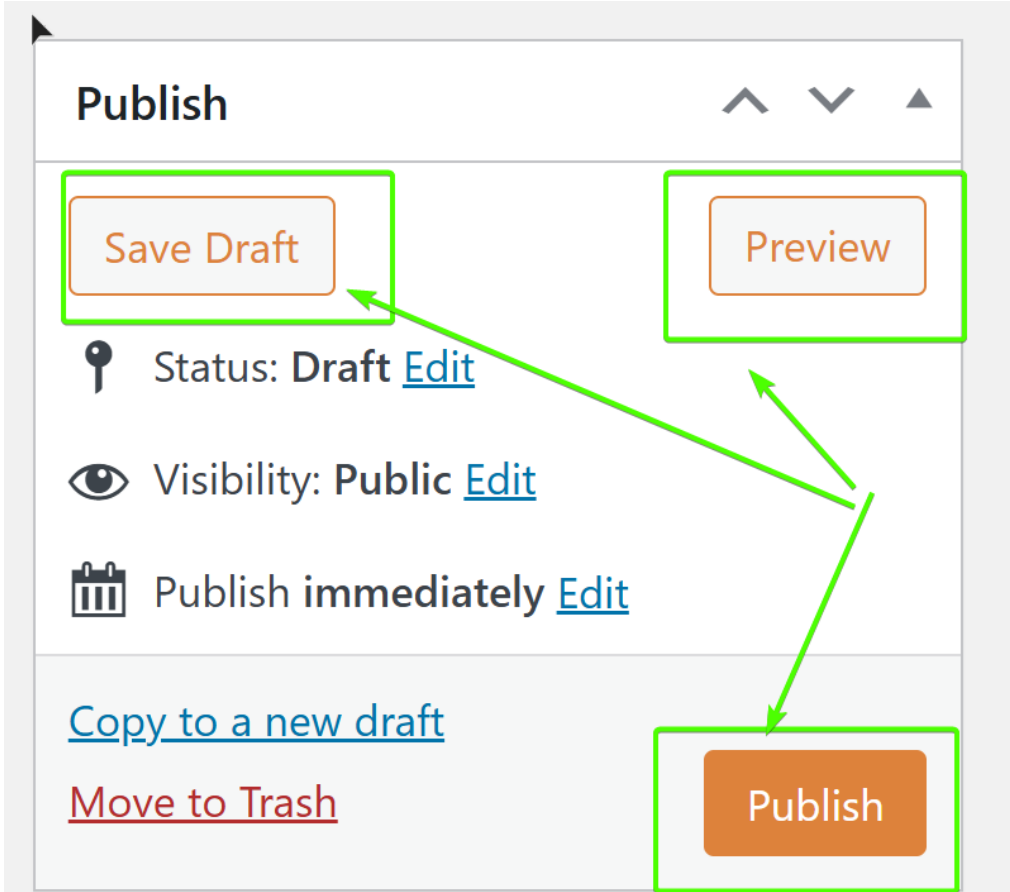 Publish
Save Draft Preview
Status: Draft Edit
Visibility: Public Edit
Publish immediately Edit
Copy to a new draft
Move to Trash
Publish